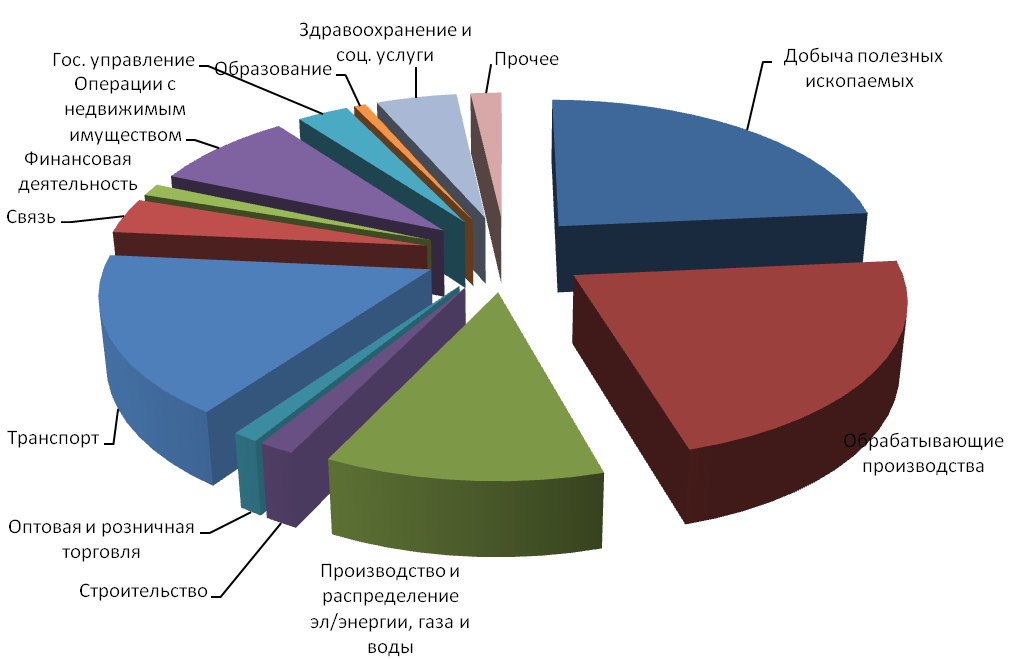 Здравоохранение и
соц. услуги
Прочее
Добыча полезных
ископаемых
Гос. управление
Образование
Операции с
недвижимым
имуществом
Финансовая
деятельность
Связь
Транспорт
Обрабатывающие
производства
Оптовая и розничная
торговля
Строительство
Производство и
распределение
эл/энергии, газа и
воды